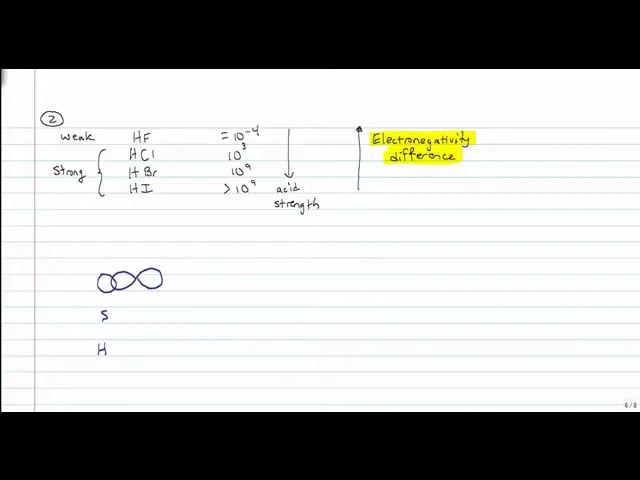 2
weak HF = 10^-4
HCl 10^3
Strong HBr 10^9
HI > 10^9
acid strength
Electronegativity
difference
S
H
6 / 8